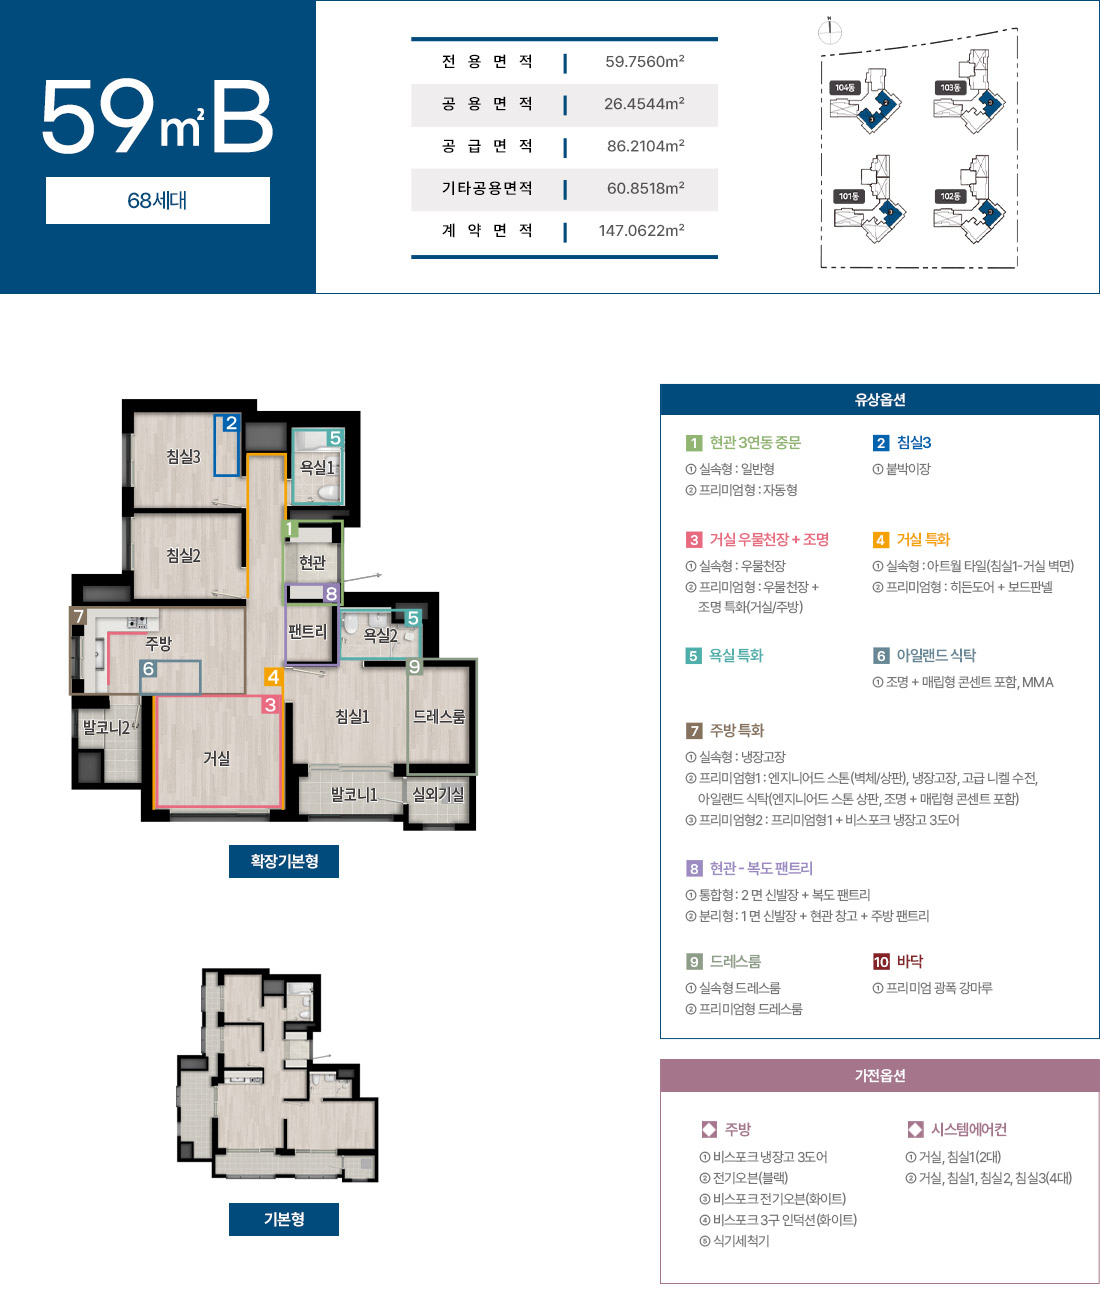 59㎡B
68세대
전용면적 59.7560m²
공용면적 26.4544m²
공급면적 86.2104m²
기타공용면적 60.8518m²
계약면적 147.0622m²
N
104동
103동
2
3
3
101동
102동
3
3
침실3
2
욕실1
5
침실2
1
현관
8
7
주방
6
팬트리
욕실2
5
4
9
3
발코니2
거실
침실1
드레스룸
발코니1
실외기실
확장기본형
기본형
유상옵션
1 현관 3연동 중문
① 실속형 : 일반형
② 프리미엄형 : 자동형
2 침실3
① 붙박이장
3 거실 우물천장 + 조명
① 실속형 : 우물천장
② 프리미엄형 : 우물천장 +
조명 특화(거실/주방)
4 거실 특화
① 실속형 : 아트월 타일(침실1-거실 벽면)
② 프리미엄형 : 히든도어 + 보드판넬
5 욕실 특화
6 아일랜드 식탁
① 조명 + 매립형 콘센트 포함, MMA
7 주방 특화
① 실속형 : 냉장고장
② 프리미엄형1 : 엔지니어드 스톤(벽체/상판), 냉장고장, 고급 니켈 수전,
아일랜드 식탁(엔지니어드 스톤 상판, 조명 + 매립형 콘센트 포함)
③ 프리미엄형2 : 프리미엄형1 + 비스포크 냉장고 3도어
8 현관 - 복도 팬트리
① 통합형 : 2 면 신발장 + 복도 팬트리
② 분리형 : 1 면 신발장 + 현관 창고 + 주방 팬트리
9 드레스룸
① 실속형 드레스룸
② 프리미엄형 드레스룸
10 바닥
① 프리미엄 광폭 강마루
가전옵션
주방
① 비스포크 냉장고 3도어
② 전기오븐(블랙)
③ 비스포크 전기오븐(화이트)
④ 비스포크 3구 인덕션(화이트)
⑤ 식기세척기
시스템에어컨
① 거실, 침실1(2대)
② 거실, 침실1, 침실2, 침실3(4대)